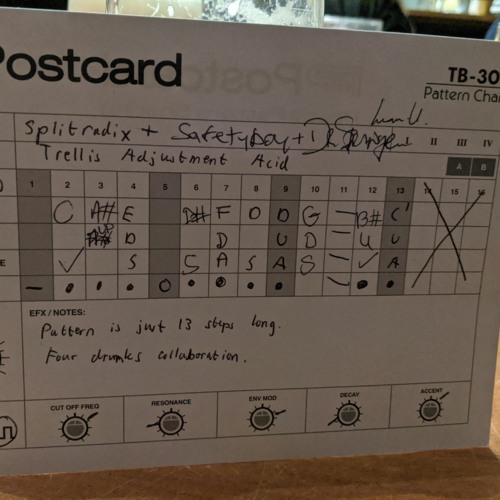 Postcard
TB-30
Pattern Char
Splitradix + Safetyboy +
II III IV
Trellis Adjustment Acid
A B
1 2 3 4 5 6 7 8 9 10 11 12 13 14 15 16
C A# E D# F D D G – B# C'
UP D D U D – U U
✓ S S A S A S – ✓ A
– • • • O • • • • • \ • •
EFX / NOTES:
Pattern is just 13 steps long.
Four drunks collaboration.
CUT OFF FREQ RESONANCE ENV MOD DECAY ACCENT